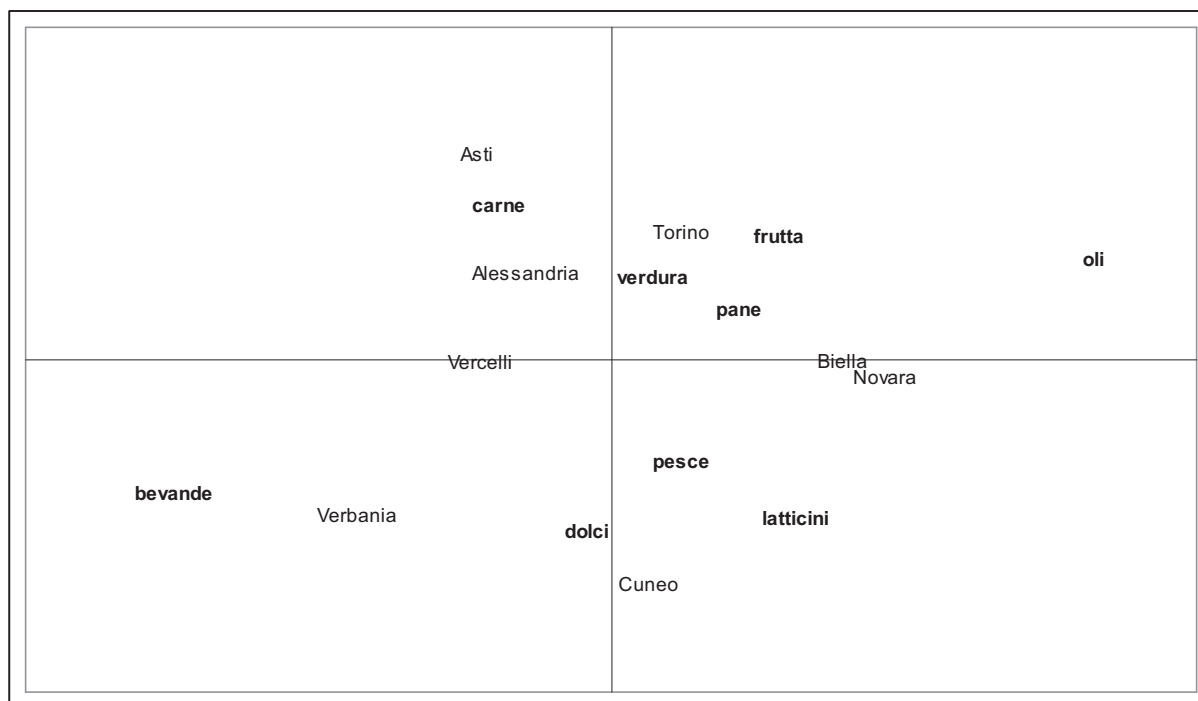 Asti
carne
Torino
frutta
oli
Alessandria
verdura
pane
Vercelli
Biella
Novara
pesce
bevande
Verbania
latticini
dolci
Cuneo